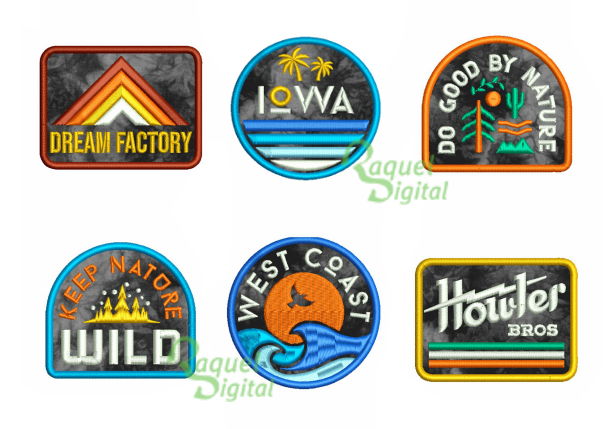 DREAM FACTORY
IOWA
DO GOOD BY NATURE
Raquel
Digital
KEEP NATURE
WILD
WEST COAST
Raquel
Digital
Howler
BROS